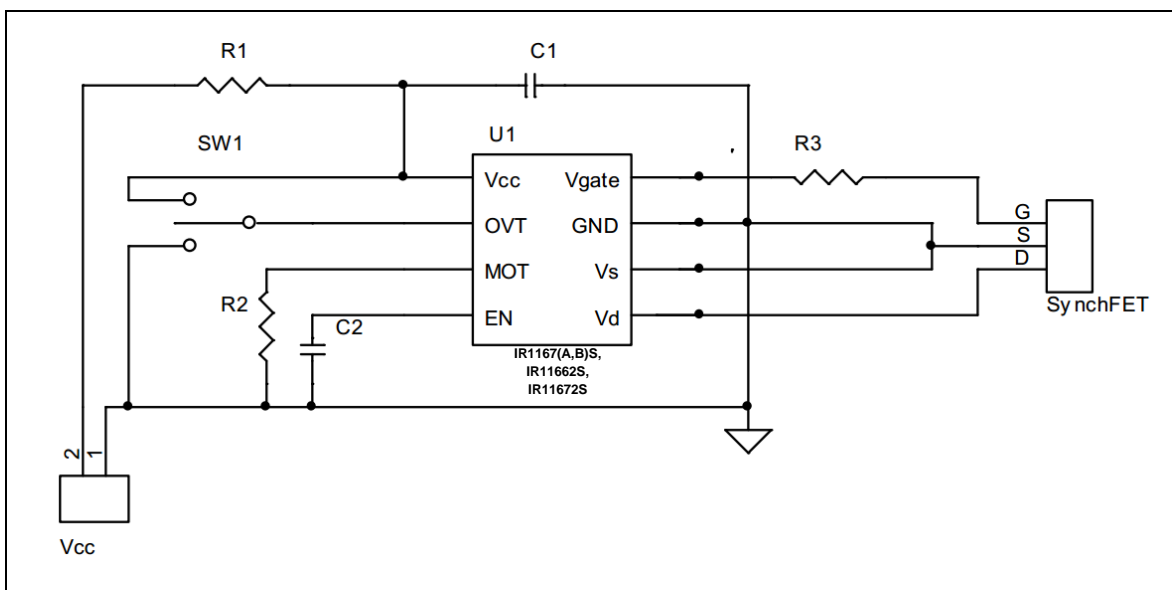 R1
C1
SW1
U1
R3
Vcc
Vgate
OVT
GND
MOT
Vs
EN
Vd
G
S
D
SynchFET
R2
C2
IR1167(A,B)S,
IR11662S,
IR11672S
2
1
Vcc